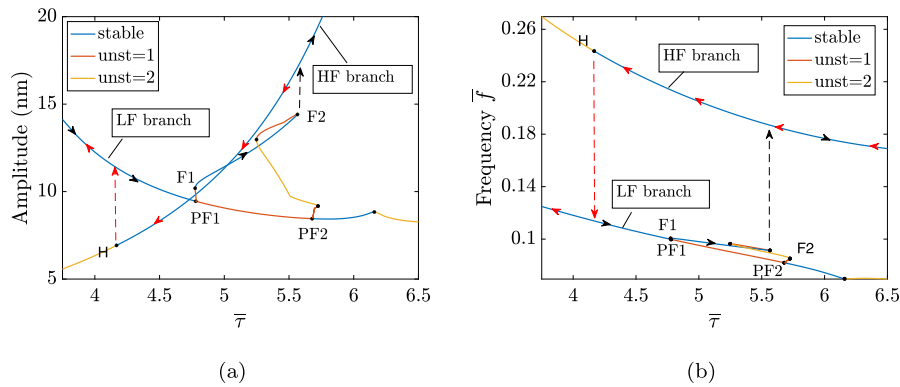 20
15
10
5
4
4.5
5
5.5
6
6.5
Amplitude (nm)
τ̅
stable
unst=1
unst=2
LF branch
HF branch
F1
F2
PF1
PF2
H
(a)
0.26
0.22
0.18
0.14
0.1
4
4.5
5
5.5
6
6.5
Frequency f̅
τ̅
stable
unst=1
unst=2
H
HF branch
LF branch
F1
PF1
F2
PF2
(b)